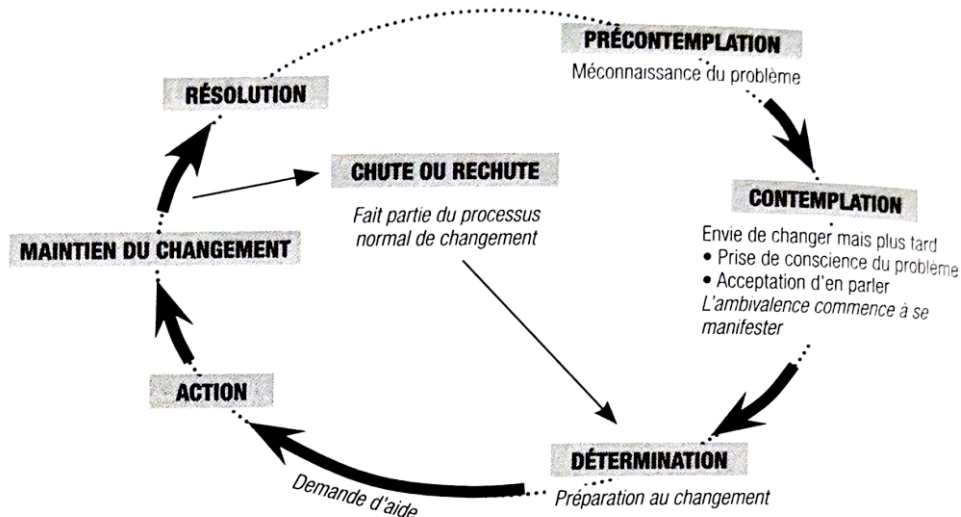 PRÉCONTEMPLATION
Méconnaissance du problème
RÉSOLUTION
CHUTE OU RECHUTE
Fait partie du processus
normal de changement
CONTEMPLATION
Envie de changer mais plus tard
• Prise de conscience du problème
• Acceptation d'en parler
L'ambivalence commence à se
manifester
MAINTIEN DU CHANGEMENT
ACTION
DÉTERMINATION
Préparation au changement
Demande d'aide